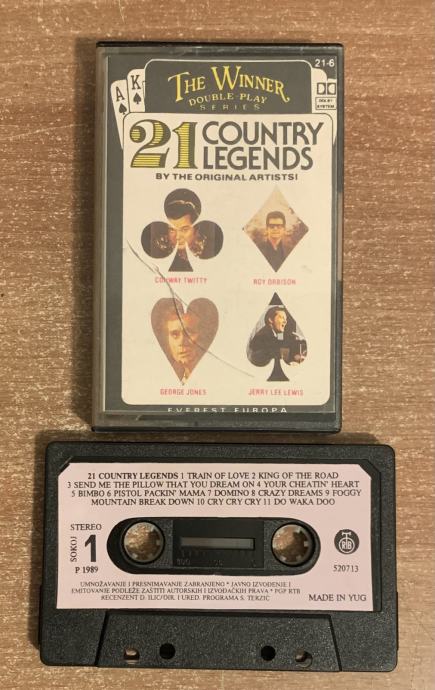 21-6
THE WINNER
DOUBLE-PLAY
SERIES
A K
DOLBY SYSTEM
21 COUNTRY
LEGENDS
BY THE ORIGINAL ARTISTS!
CONWAY TWITTY
ROY ORBISON
GEORGE JONES
JERRY LEE LEWIS
EVEREST EUROPA
21 COUNTRY LEGENDS 1 TRAIN OF LOVE 2 KING OF THE ROAD
3 SEND ME THE PILLOW THAT YOU DREAM ON 4 YOUR CHEATIN' HEART
5 BIMBO 6 PISTOL PACKIN' MAMA 7 DOMINO 8 CRAZY DREAMS 9 FOGGY
MOUNTAIN BREAK DOWN 10 CRY CRY CRY 11 DO WAKA DOO
STEREO
SOKOJ
1
P 1989
RTB
520713
UMNOŽAVANJE I PRESNIMAVANJE ZABRANJENO * JAVNO IZVOĐENJE I
EMITOVANJE PODLEŽE ZAŠTITI AUTORSKIH I IZVOĐAČKIH PRAVA * PGP RTB
RECENZENT D. ILIC/DIR. I URED. PROGRAMA S. TERZIĆ
MADE IN YUG